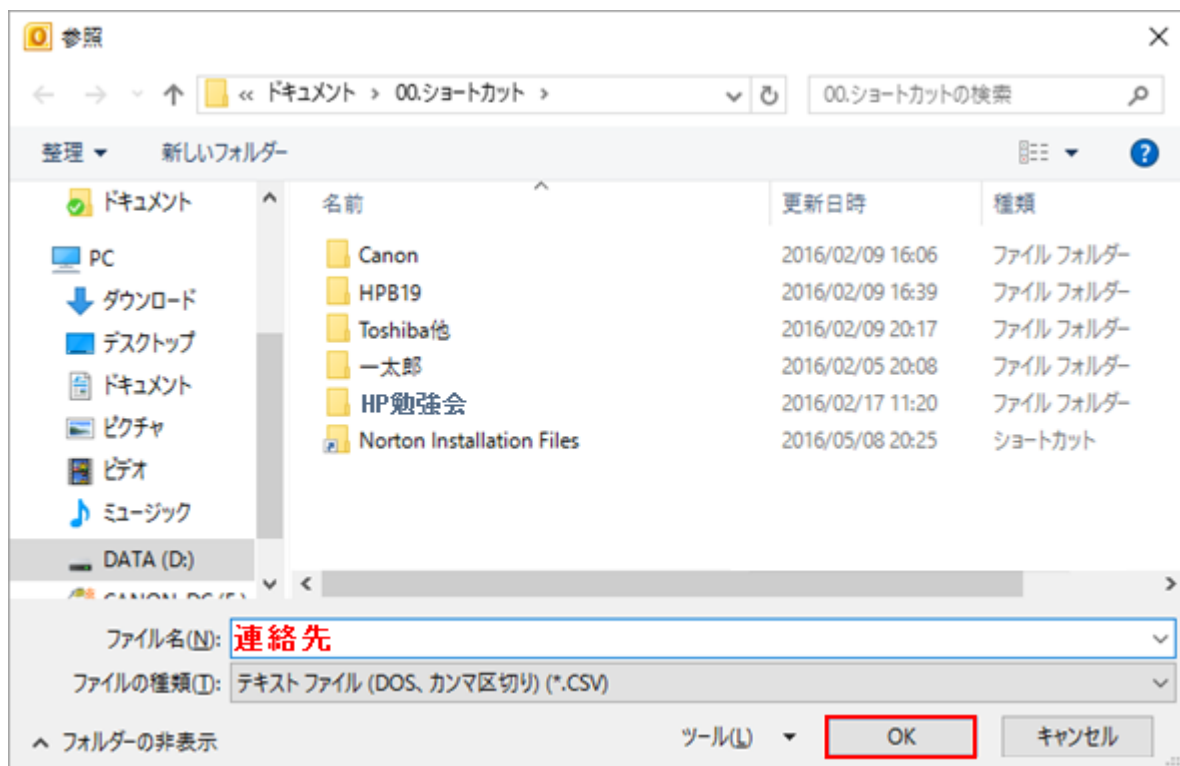 参照
« ドキュメント › 00.ショートカット ›
00.ショートカットの検索
整理
新しいフォルダー
ドキュメント
PC
ダウンロード
デスクトップ
ドキュメント
ピクチャ
ビデオ
ミュージック
DATA (D:)
名前 更新日時 種類
Canon 2016/02/09 16:06 ファイル フォルダー
HPB19 2016/02/09 16:39 ファイル フォルダー
Toshiba他 2016/02/09 20:17 ファイル フォルダー
一太郎 2016/02/05 20:08 ファイル フォルダー
HP勉強会 2016/02/17 11:20 ファイル フォルダー
Norton Installation Files 2016/05/08 20:25 ショートカット
ファイル名(N): 連絡先
ファイルの種類(T): テキスト ファイル (DOS、カンマ区切り) (*.CSV)
フォルダーの非表示
ツール(L)
OK
キャンセル